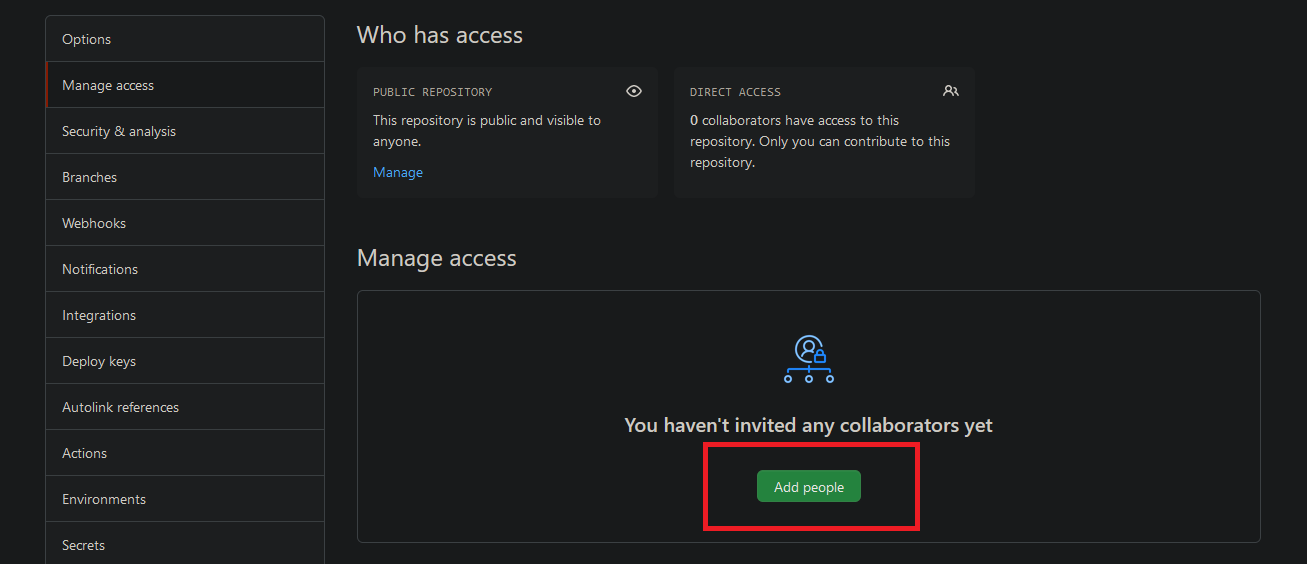 Options
Manage access
Security & analysis
Branches
Webhooks
Notifications
Integrations
Deploy keys
Autolink references
Actions
Environments
Secrets
Who has access
PUBLIC REPOSITORY
This repository is public and visible to
anyone.
Manage
DIRECT ACCESS
0 collaborators have access to this
repository. Only you can contribute to this
repository.
Manage access
You haven't invited any collaborators yet
Add people